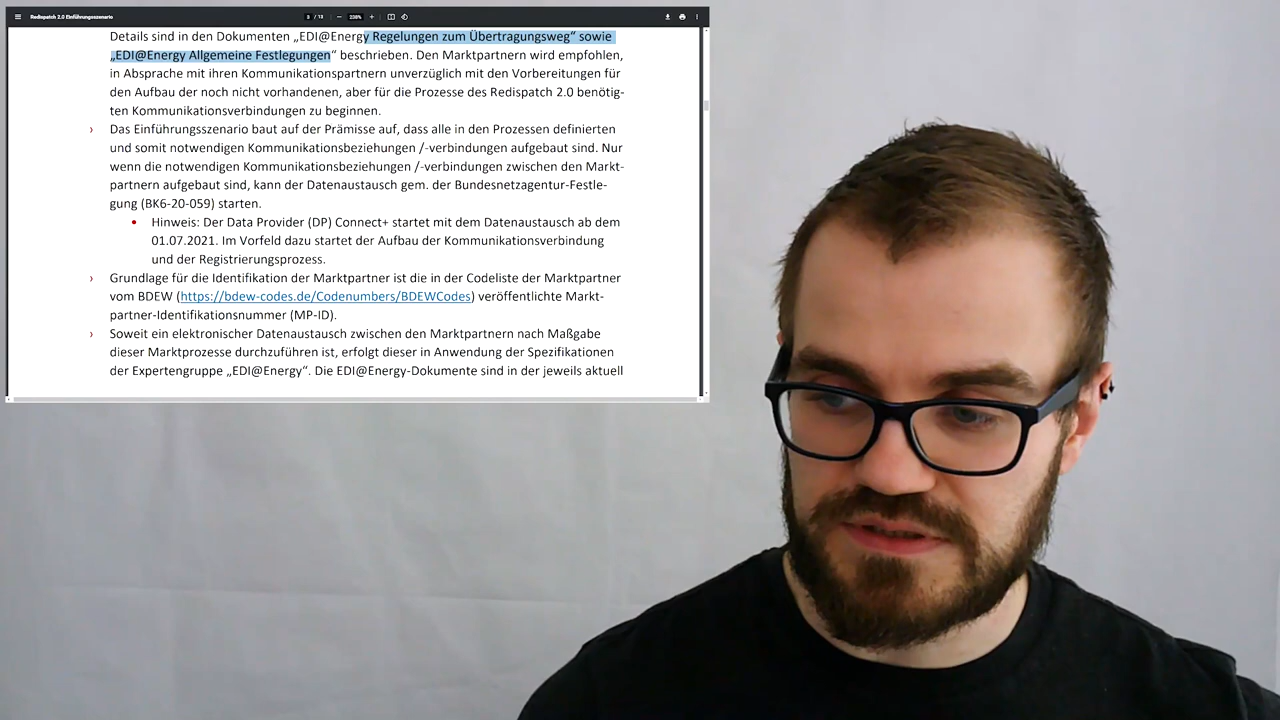 Redispatch 2.0 Einführungsszenario
3 / 13
238%
Details sind in den Dokumenten „EDI@Energy Regelungen zum Übertragungsweg“ sowie
„EDI@Energy Allgemeine Festlegungen“ beschrieben. Den Marktpartnern wird empfohlen,
in Absprache mit ihren Kommunikationspartnern unverzüglich mit den Vorbereitungen für
den Aufbau der noch nicht vorhandenen, aber für die Prozesse des Redispatch 2.0 benötig-
ten Kommunikationsverbindungen zu beginnen.
› Das Einführungsszenario baut auf der Prämisse auf, dass alle in den Prozessen definierten
und somit notwendigen Kommunikationsbeziehungen /-verbindungen aufgebaut sind. Nur
wenn die notwendigen Kommunikationsbeziehungen /-verbindungen zwischen den Markt-
partnern aufgebaut sind, kann der Datenaustausch gem. der Bundesnetzagentur-Festle-
gung (BK6-20-059) starten.
• Hinweis: Der Data Provider (DP) Connect+ startet mit dem Datenaustausch ab dem
01.07.2021. Im Vorfeld dazu startet der Aufbau der Kommunikationsverbindung
und der Registrierungsprozess.
› Grundlage für die Identifikation der Marktpartner ist die in der Codeliste der Marktpartner
vom BDEW (https://bdew-codes.de/Codenumbers/BDEWCodes) veröffentlichte Markt-
partner-Identifikationsnummer (MP-ID).
› Soweit ein elektronischer Datenaustausch zwischen den Marktpartnern nach Maßgabe
dieser Marktprozesse durchzuführen ist, erfolgt dieser in Anwendung der Spezifikationen
der Expertengruppe „EDI@Energy“. Die EDI@Energy-Dokumente sind in der jeweils aktuell